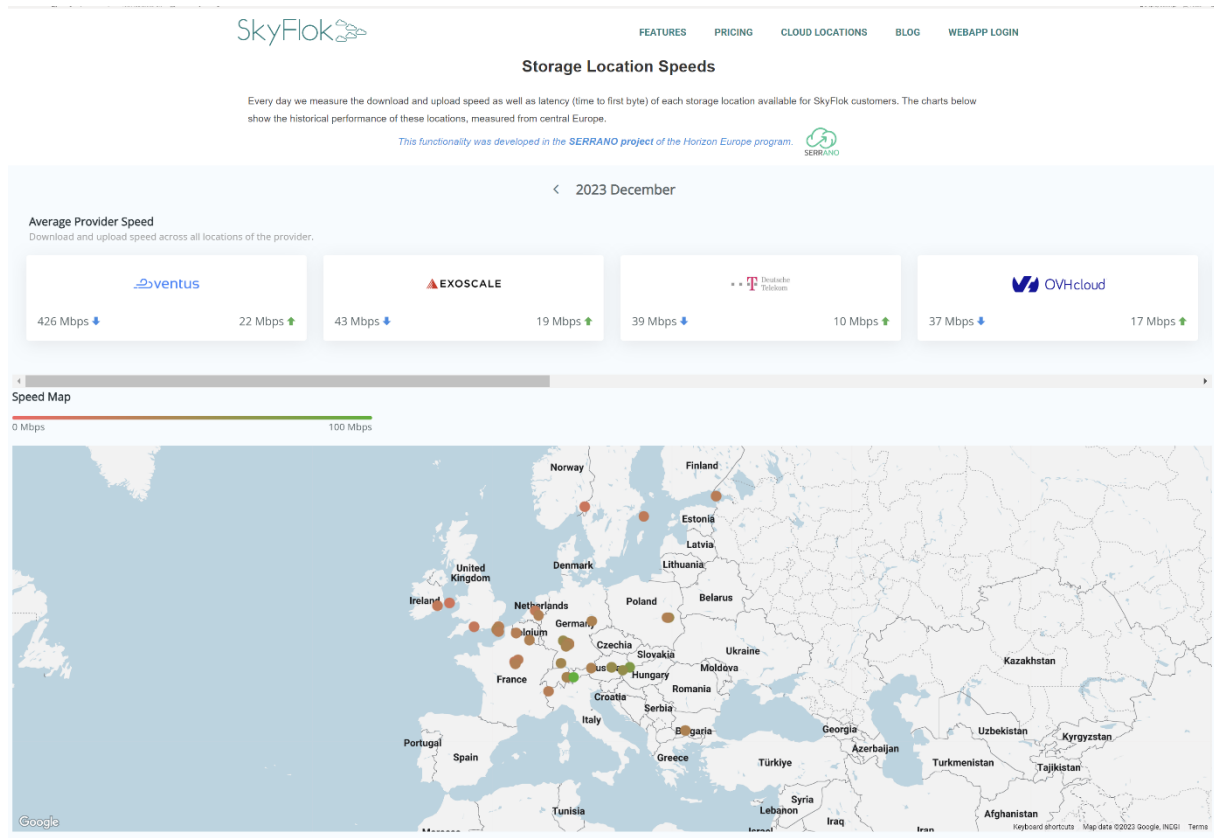 SkyFlok
FEATURES PRICING CLOUD LOCATIONS BLOG WEBAPP LOGIN
Storage Location Speeds
Every day we measure the download and upload speed as well as latency (time to first byte) of each storage location available for SkyFlok customers. The charts below
show the historical performance of these locations, measured from central Europe.
This functionality was developed in the SERRANO project of the Horizon Europe program.
SERRANO
< 2023 December
Average Provider Speed
Download and upload speed across all locations of the provider.
ventus
EXOSCALE
T Deutsche
Telekom
OVHcloud
426 Mbps 22 Mbps 43 Mbps 19 Mbps 39 Mbps 10 Mbps 37 Mbps 17 Mbps
Speed Map
0 Mbps 100 Mbps
Norway
Finland
Estonia
Latvia
Denmark
Lithuania
United
Kingdom
Ireland
Netherlands
Poland
Belarus
Germany
Belgium
Czechia
Slovakia
Ukraine
Kazakhstan
France
Hungary
Moldova
Romania
Croatia
Serbia
Italy
Bulgaria
Georgia
Uzbekistan
Kyrgyzstan
Portugal
Spain
Greece
Türkiye
Azerbaijan
Turkmenistan
Tajikistan
Tunisia
Syria
Lebanon
Iraq
Afghanistan
Google
Keyboard shortcuts Map data ©2023 Google, INEGI Terms